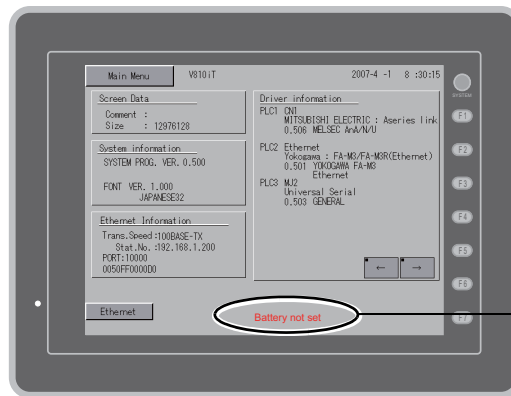 Main Menu V810iT 2007-4 -1 8 :30:15
SYSTEM
Screen Data
Comment :
Size : 12976128
System information
SYSTEM PROG. VER. 0.500
FONT VER. 1.000
JAPANESE32
Ethernet Information
Trans.Speed :100BASE-TX
Stat.No. :192.168.1.200
PORT:10000
0050FF0000D0
Driver information
PLC1 CN1
MITSUBISHI ELECTRIC : Aseries link
0.506 MELSEC AnA/N/U
PLC2 Ethernet
Yokogawa : FA-M3/FA-M3R(Ethernet)
0.501 YOKOGAWA FA-M3
Ethernet
PLC3 MJ2
Universal Serial
0.503 GENERAL
← →
Ethernet
Battery not set
F1
F2
F3
F4
F5
F6
F7